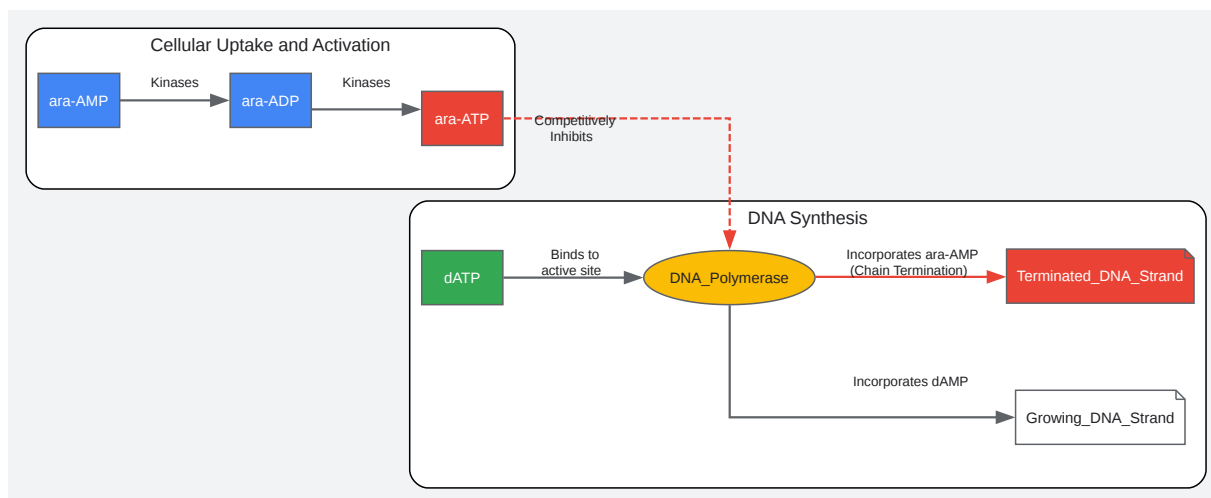 Cellular Uptake and Activation
ara-AMP
Kinases
ara-ADP
Kinases
ara-ATP
Competitively
Inhibits
DNA Synthesis
dATP
Binds to
active site
DNA_Polymerase
Incorporates ara-AMP
(Chain Termination)
Terminated_DNA_Strand
Incorporates dAMP
Growing_DNA_Strand